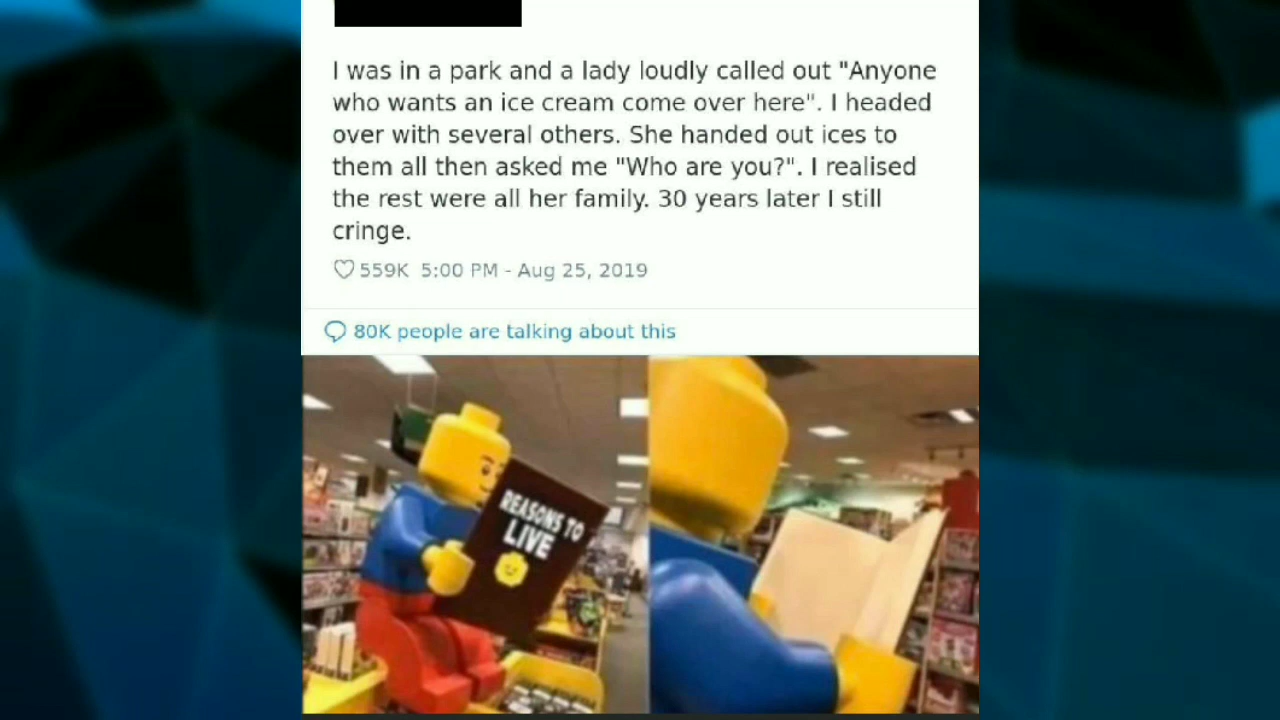 I was in a park and a lady loudly called out "Anyone
who wants an ice cream come over here". I headed
over with several others. She handed out ices to
them all then asked me "Who are you?". I realised
the rest were all her family. 30 years later I still
cringe.
559K 5:00 PM - Aug 25, 2019
80K people are talking about this
REASONS TO
LIVE